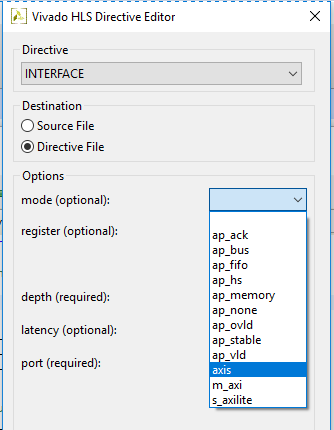 Vivado HLS Directive Editor
Directive
INTERFACE
Destination
Source File
Directive File
Options
mode (optional):
register (optional):
depth (required):
latency (optional):
port (required):
ap_ack
ap_bus
ap_fifo
ap_hs
ap_memory
ap_none
ap_ovld
ap_stable
ap_vld
axis
m_axi
s_axilite